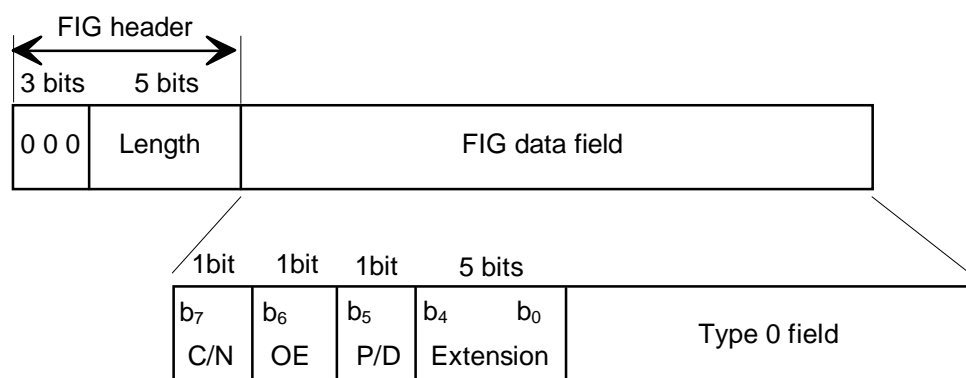 FIG header
3 bits 5 bits
0 0 0 Length FIG data field
1bit 1bit 1bit 5 bits
b7 b6 b5 b4 b0
C/N OE P/D Extension Type 0 field